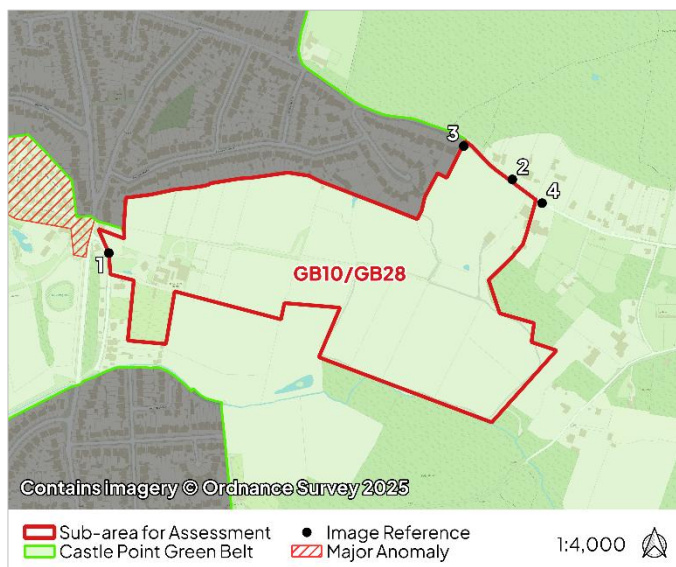 3
2
4
1
GB10/GB28
Contains imagery © Ordnance Survey 2025
Sub-area for Assessment
Image Reference
Castle Point Green Belt
Major Anomaly
1:4,000